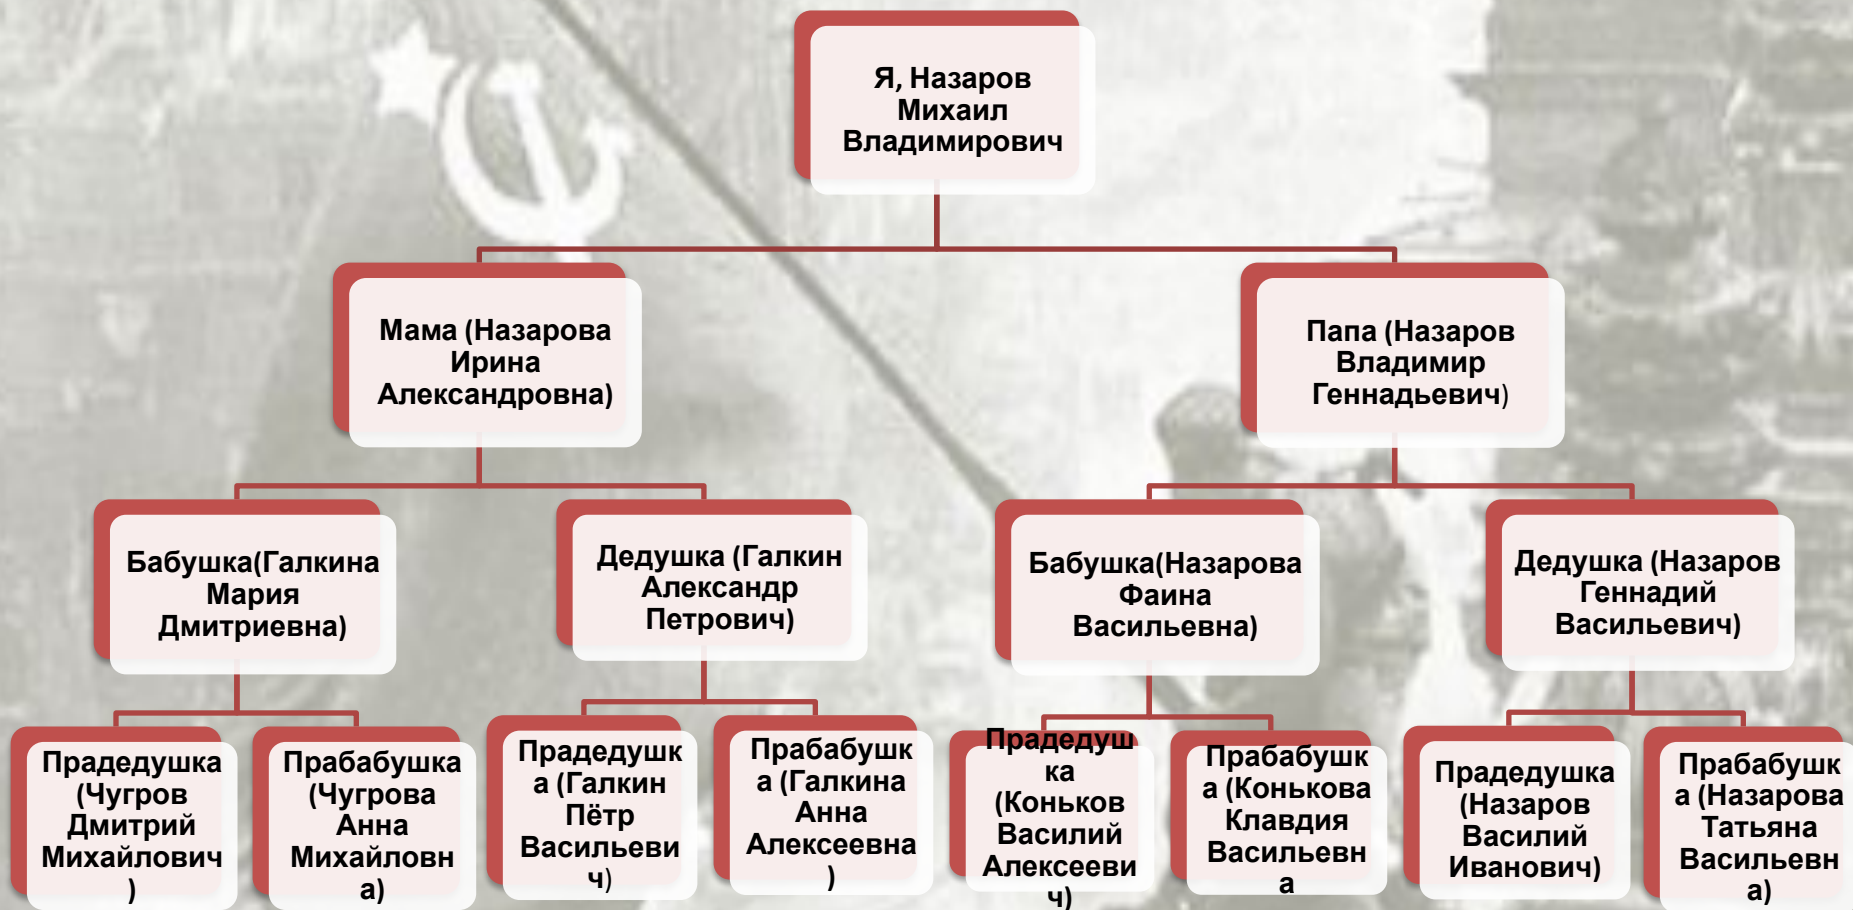 Я, Назаров
Михаил
Владимирович
Мама (Назарова
Ирина
Александровна)
Папа (Назаров
Владимир
Геннадьевич)
Бабушка(Галкина
Мария
Дмитриевна)
Дедушка (Галкин
Александр
Петрович)
Бабушка(Назарова
Фаина
Васильевна)
Дедушка (Назаров
Геннадий
Васильевич)
Прадедушка
(Чугров
Дмитрий
Михайлович
)
Прабабушка
(Чугрова
Анна
Михайловн
а)
Прадедушк
а (Галкин
Пётр
Васильеви
ч)
Прабабушк
а (Галкина
Анна
Алексеевна
)
Прадедуш
ка
(Коньков
Василий
Алексееви
ч)
Прабабушк
а (Конькова
Клавдия
Васильевн
а
Прадедушка
(Назаров
Василий
Иванович)
Прабабушк
а (Назарова
Татьяна
Васильевн
а)